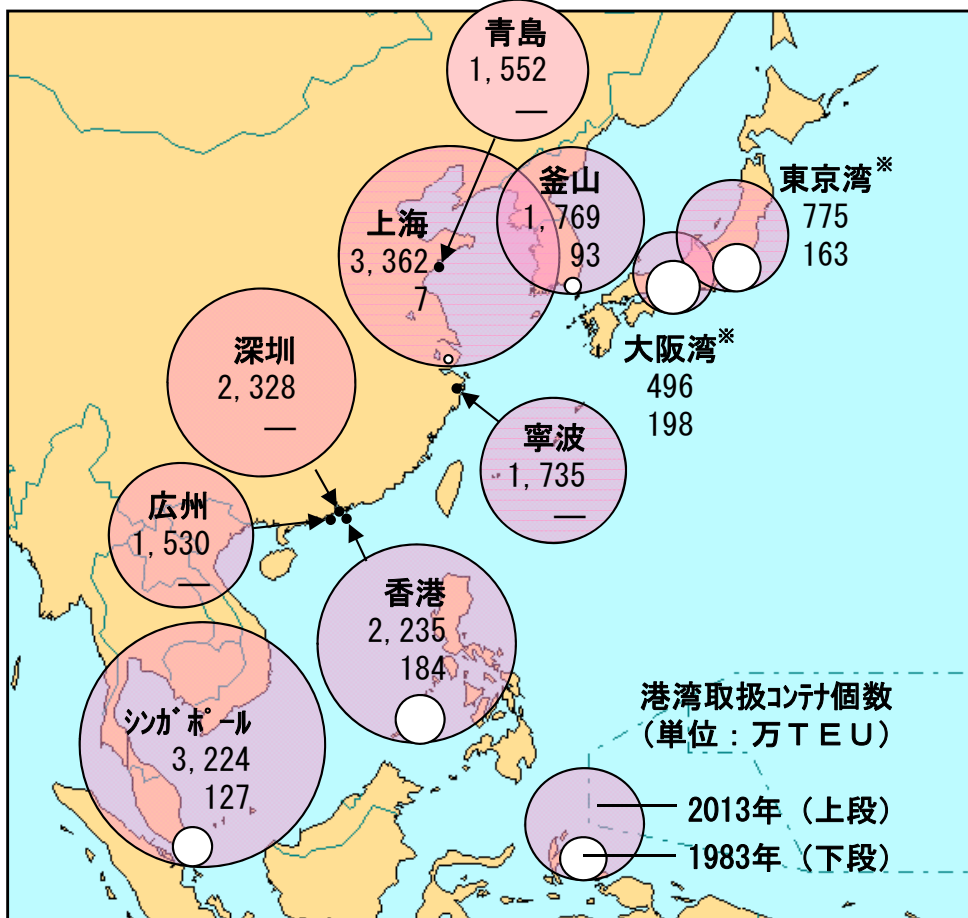 青島
1,552
―
釜山
1,769
93
東京湾※
775
163
上海
3,362
7
大阪湾※
496
198
深圳
2,328
―
寧波
1,735
―
広州
1,530
―
香港
2,235
184
シンガポール
3,224
127
港湾取扱コンテナ個数
(単位：万TEU)
2013年（上段）
1983年（下段）